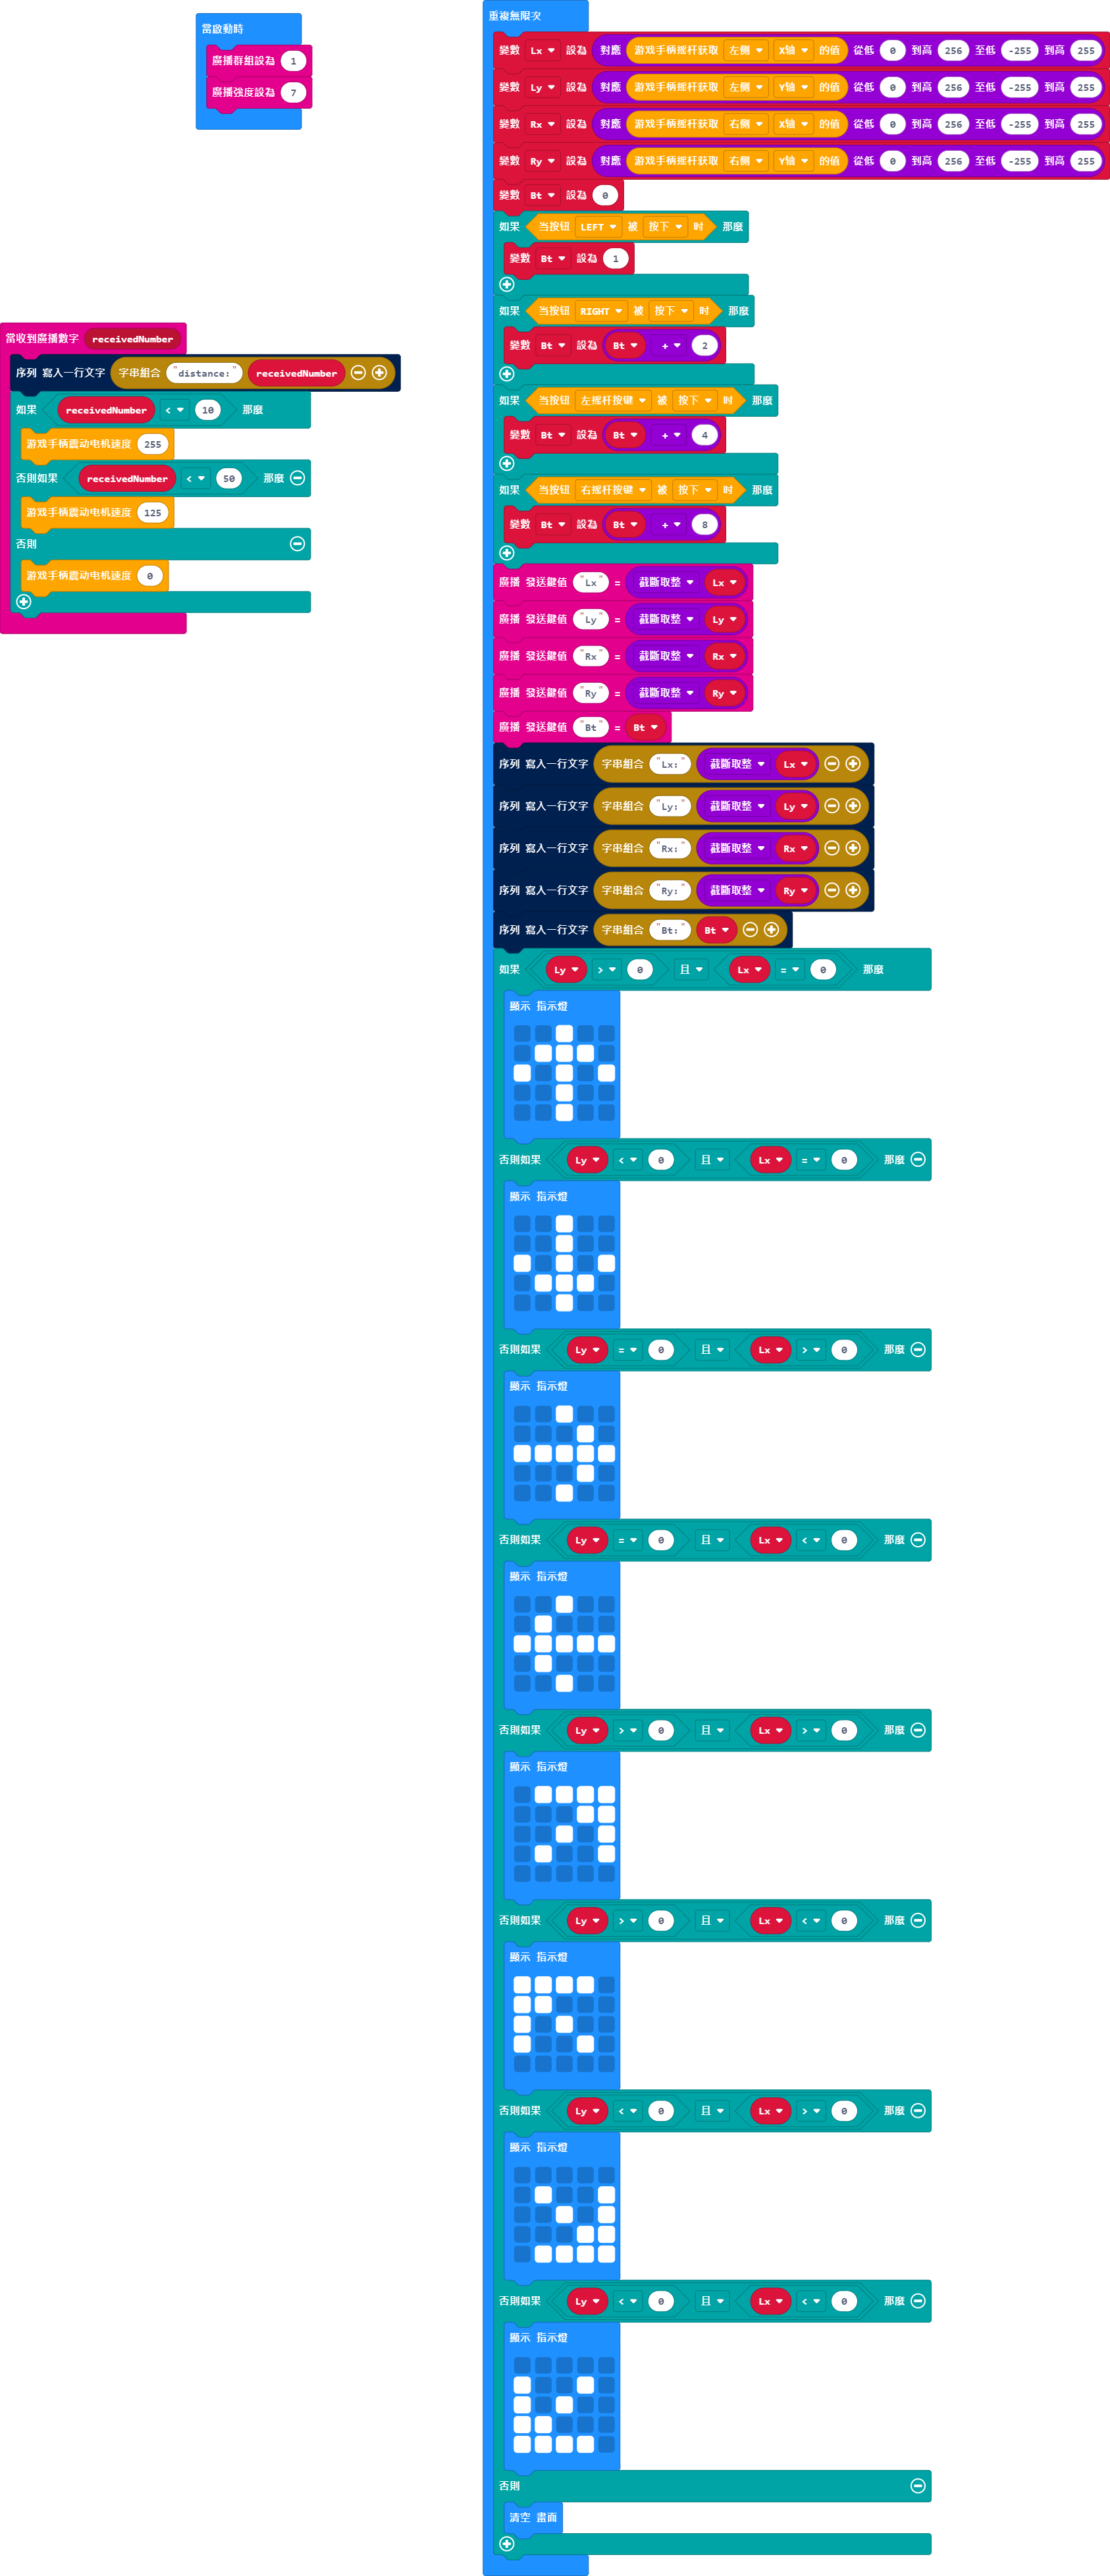 當啟動時
廣播群組設為 1
廣播強度設為 7
當收到廣播數字 receivedNumber
序列 寫入一行文字 字串組合 "distance:" receivedNumber
如果 receivedNumber < 10 那麼
游戏手柄震动电机速度 255
否則如果 receivedNumber < 50 那麼
游戏手柄震动电机速度 125
否則
游戏手柄震动电机速度 0
重複無限次
變數 Lx 設為 對應 游戏手柄摇杆获取 左侧 X轴 的值 從低 0 到高 256 至低 -255 到高 255
變數 Ly 設為 對應 游戏手柄摇杆获取 左侧 Y轴 的值 從低 0 到高 256 至低 -255 到高 255
變數 Rx 設為 對應 游戏手柄摇杆获取 右侧 X轴 的值 從低 0 到高 256 至低 -255 到高 255
變數 Ry 設為 對應 游戏手柄摇杆获取 右侧 Y轴 的值 從低 0 到高 256 至低 -255 到高 255
變數 Bt 設為 0
如果 当按钮 LEFT 被 按下 时 那麼
變數 Bt 設為 1
如果 当按钮 RIGHT 被 按下 时 那麼
變數 Bt 設為 Bt + 2
如果 当按钮 左摇杆按键 被 按下 时 那麼
變數 Bt 設為 Bt + 4
如果 当按钮 右摇杆按键 被 按下 时 那麼
變數 Bt 設為 Bt + 8
廣播 發送鍵值 "Lx" = 截斷取整 Lx
廣播 發送鍵值 "Ly" = 截斷取整 Ly
廣播 發送鍵值 "Rx" = 截斷取整 Rx
廣播 發送鍵值 "Ry" = 截斷取整 Ry
廣播 發送鍵值 "Bt" = Bt
序列 寫入一行文字 字串組合 "Lx:" 截斷取整 Lx
序列 寫入一行文字 字串組合 "Ly:" 截斷取整 Ly
序列 寫入一行文字 字串組合 "Rx:" 截斷取整 Rx
序列 寫入一行文字 字串組合 "Ry:" 截斷取整 Ry
序列 寫入一行文字 字串組合 "Bt:" Bt
如果 Ly > 0 且 Lx = 0 那麼
顯示 指示燈
否則如果 Ly < 0 且 Lx = 0 那麼
顯示 指示燈
否則如果 Ly = 0 且 Lx > 0 那麼
顯示 指示燈
否則如果 Ly = 0 且 Lx < 0 那麼
顯示 指示燈
否則如果 Ly > 0 且 Lx > 0 那麼
顯示 指示燈
否則如果 Ly > 0 且 Lx < 0 那麼
顯示 指示燈
否則如果 Ly < 0 且 Lx > 0 那麼
顯示 指示燈
否則如果 Ly < 0 且 Lx < 0 那麼
顯示 指示燈
否則
清空 畫面